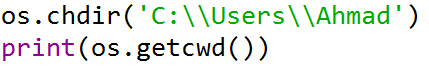 os.chdir('C:\\Users\\Ahmad')
print(os.getcwd())